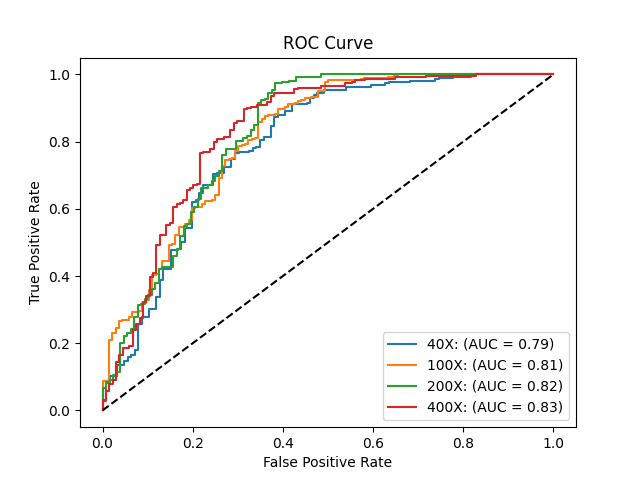 ROC Curve
1.0
0.8
0.6
0.4
0.2
0.0
True Positive Rate
40X: (AUC = 0.79)
100X: (AUC = 0.81)
200X: (AUC = 0.82)
400X: (AUC = 0.83)
0.0 0.2 0.4 0.6 0.8 1.0
False Positive Rate